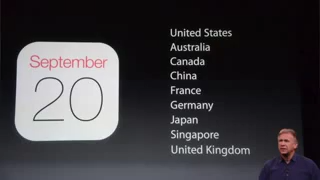 September
20
United States
Australia
Canada
China
France
Germany
Japan
Singapore
United Kingdom